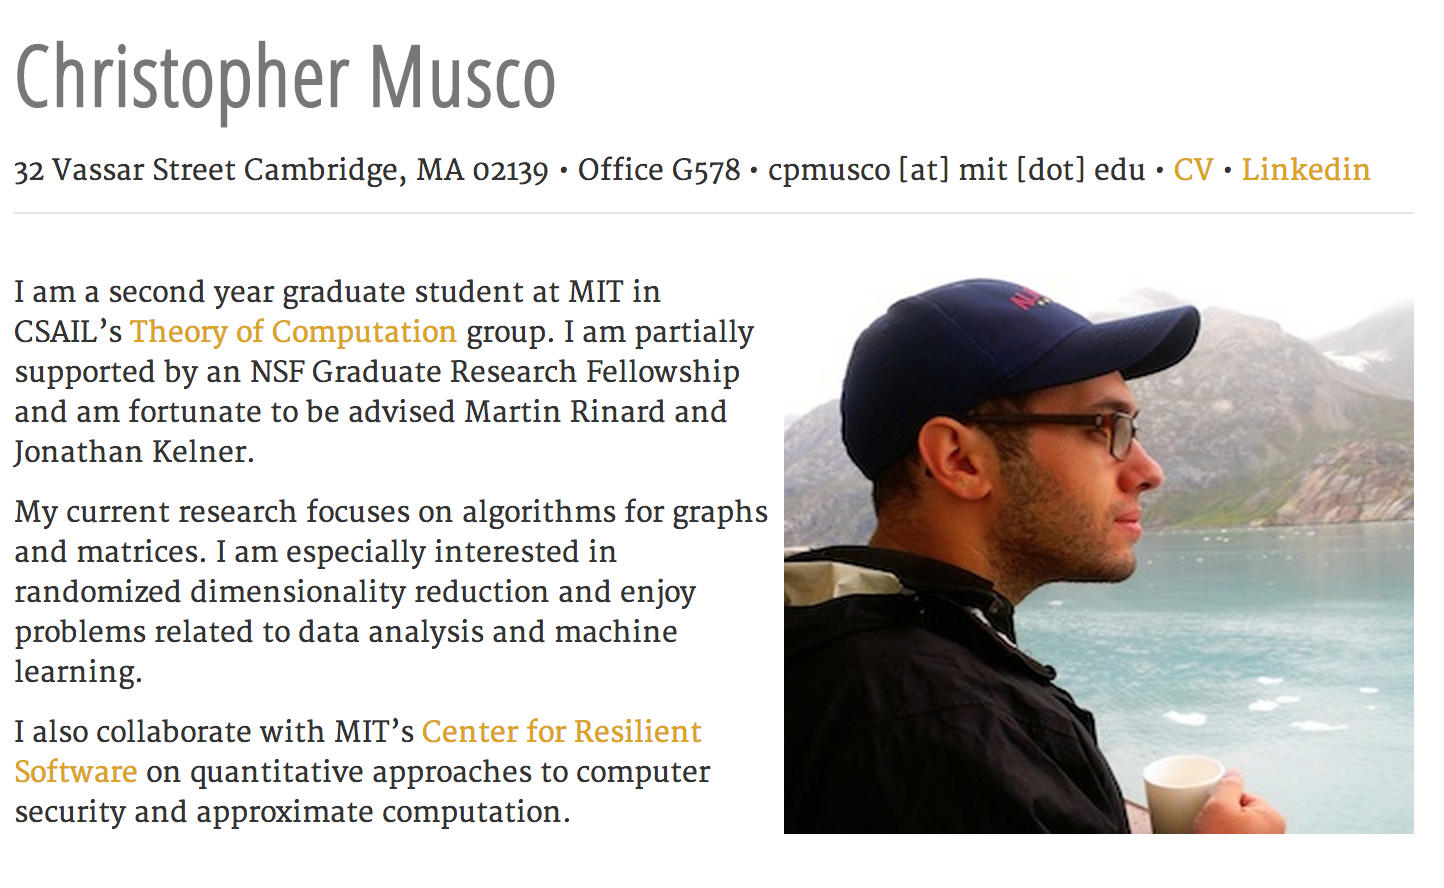 Christopher Musco
32 Vassar Street Cambridge, MA 02139 • Office G578 • cpmusco [at] mit [dot] edu • CV • Linkedin
I am a second year graduate student at MIT in
CSAIL’s Theory of Computation group. I am partially
supported by an NSF Graduate Research Fellowship
and am fortunate to be advised Martin Rinard and
Jonathan Kelner.
My current research focuses on algorithms for graphs
and matrices. I am especially interested in
randomized dimensionality reduction and enjoy
problems related to data analysis and machine
learning.
I also collaborate with MIT’s Center for Resilient
Software on quantitative approaches to computer
security and approximate computation.